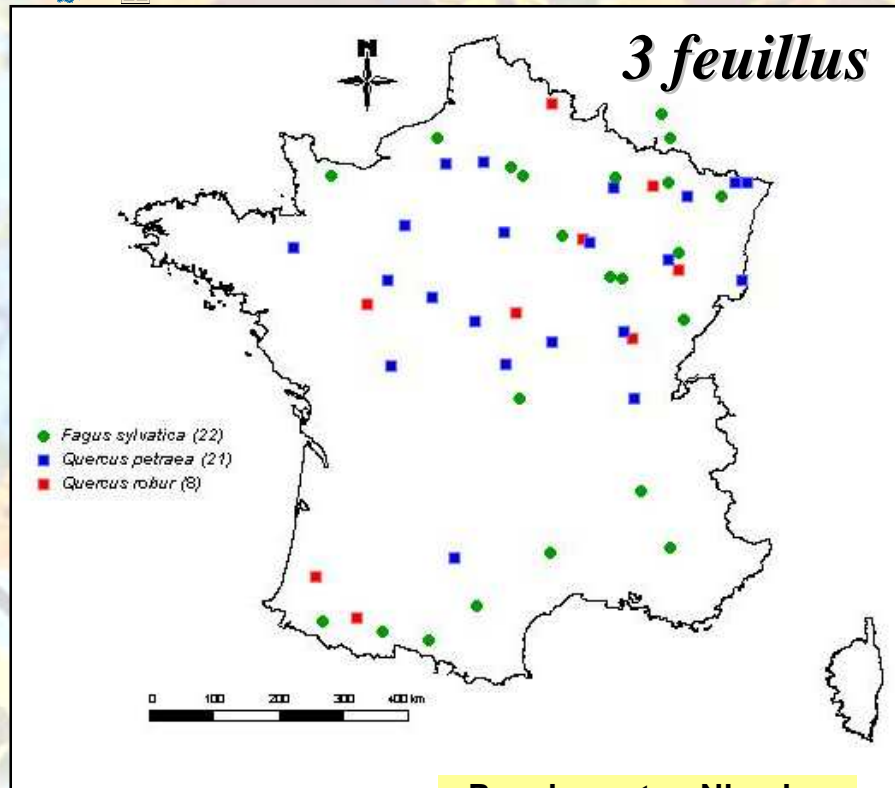 3 feuillus
N
Fagus sylvatica (22)
Quercus petraea (21)
Quercus robur (8)
0 100 200 300 400 km